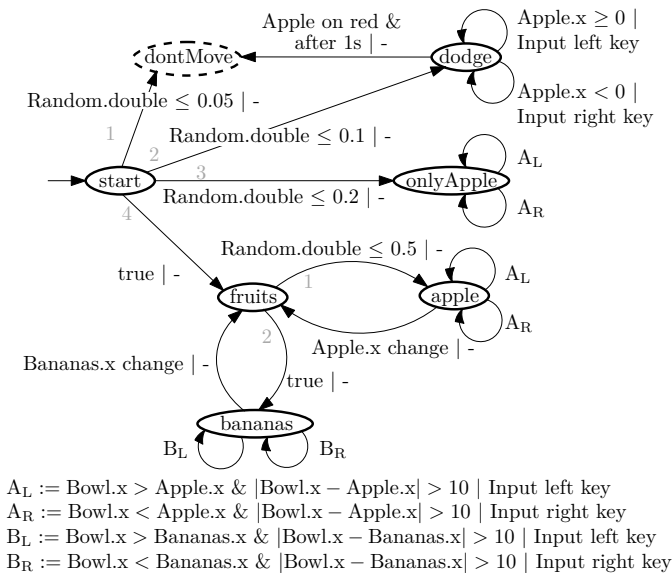 Apple on red &
after 1s | -
Apple.x ≥ 0 |
Input left key
dontMove
dodge
Apple.x < 0 |
Input right key
Random.double ≤ 0.05 | -
1
Random.double ≤ 0.1 | -
2
3
A_L
start
onlyApple
Random.double ≤ 0.2 | -
A_R
4
Random.double ≤ 0.5 | -
true | -
1
A_L
fruits
apple
A_R
2
Apple.x change | -
Bananas.x change | -
true | -
bananas
B_L
B_R
A_L := Bowl.x > Apple.x & |Bowl.x − Apple.x| > 10 | Input left key
A_R := Bowl.x < Apple.x & |Bowl.x − Apple.x| > 10 | Input right key
B_L := Bowl.x > Bananas.x & |Bowl.x − Bananas.x| > 10 | Input left key
B_R := Bowl.x < Bananas.x & |Bowl.x − Bananas.x| > 10 | Input right key